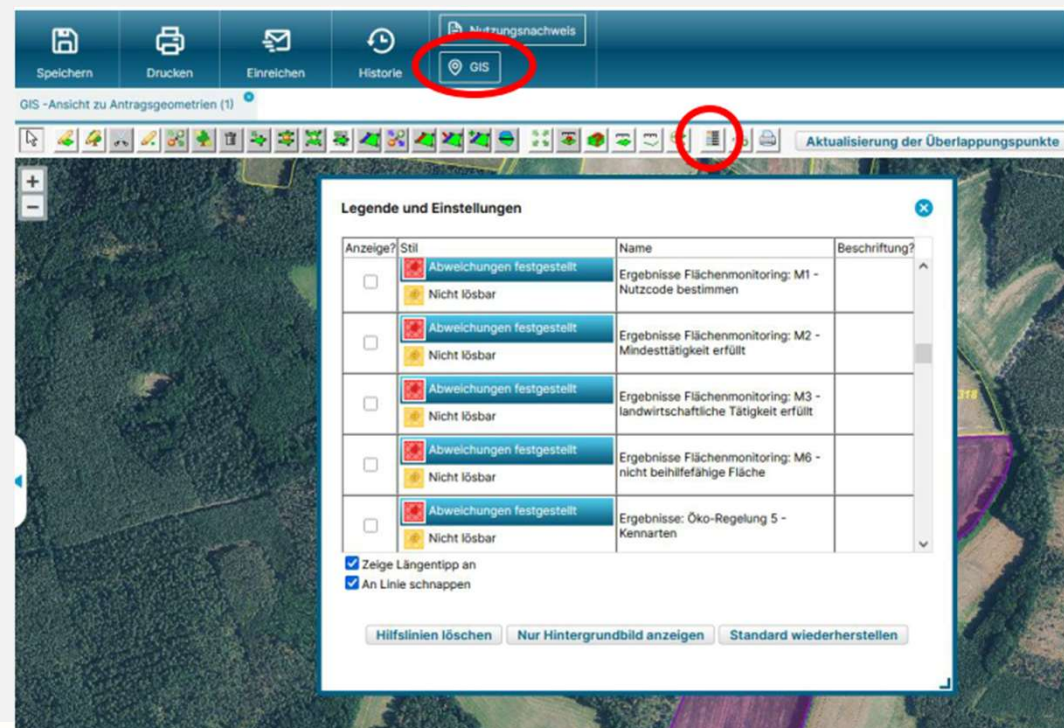 Nutzungsnachweis
Speichern
Drucken
Einreichen
Historie
GIS
GIS -Ansicht zu Antragsgeometrien (1)
Aktualisierung der Überlappungspunkte
+
−
Legende und Einstellungen
Anzeige? Stil Name Beschriftung?
Abweichungen festgestellt
Nicht lösbar
Ergebnisse Flächenmonitoring: M1 -
Nutzcode bestimmen
Abweichungen festgestellt
Nicht lösbar
Ergebnisse Flächenmonitoring: M2 -
Mindesttätigkeit erfüllt
Abweichungen festgestellt
Nicht lösbar
Ergebnisse Flächenmonitoring: M3 -
landwirtschaftliche Tätigkeit erfüllt
Abweichungen festgestellt
Nicht lösbar
Ergebnisse Flächenmonitoring: M6 -
nicht beihilfefähige Fläche
Abweichungen festgestellt
Nicht lösbar
Ergebnisse: Öko-Regelung 5 -
Kennarten
318
Zeige Längentipp an
An Linie schnappen
Hilfslinien löschen
Nur Hintergrundbild anzeigen
Standard wiederherstellen